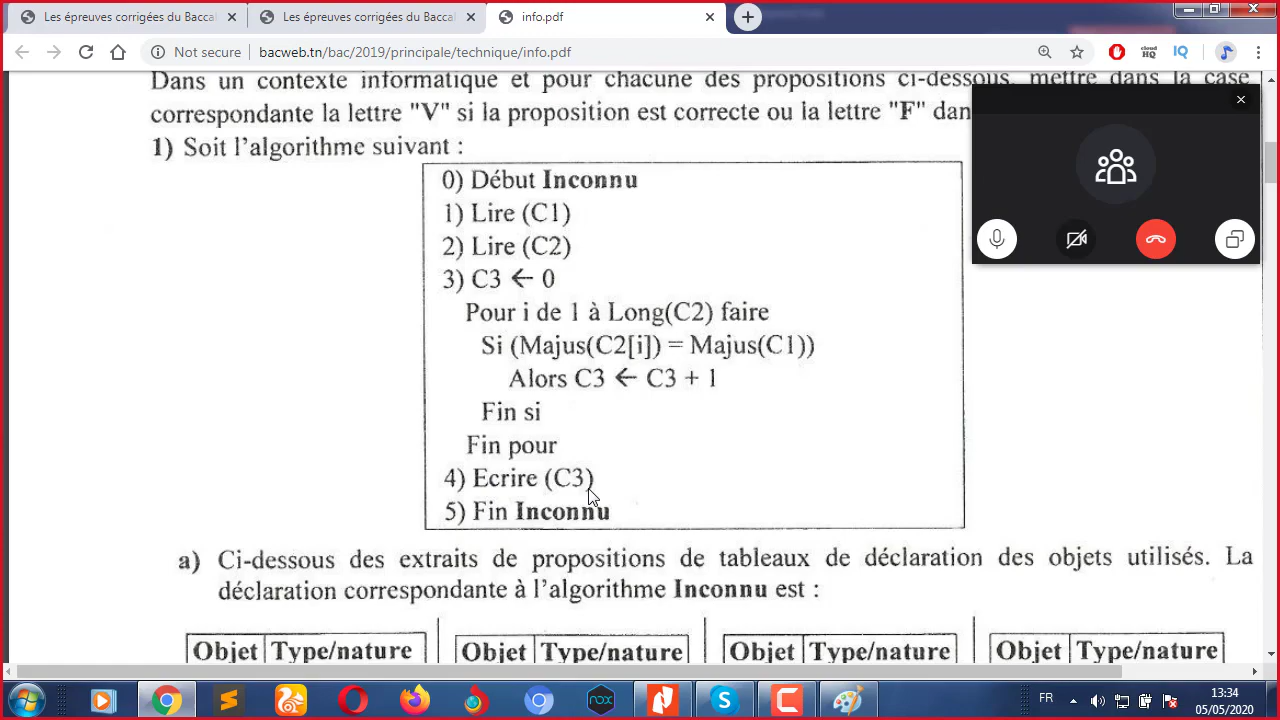 Les épreuves corrigées du Bacca
Les épreuves corrigées du Bacca
info.pdf
Not secure
bacweb.tn/bac/2019/principale/technique/info.pdf
cloud
HQ
IQ
Dans un contexte informatique et pour chacune des propositions ci-dessous, mettre dans la case
correspondante la lettre "V" si la proposition est correcte ou la lettre "F" dan
1) Soit l'algorithme suivant :
0) Début Inconnu
1) Lire (C1)
2) Lire (C2)
3) C3 ← 0
Pour i de 1 à Long(C2) faire
Si (Majus(C2[i]) = Majus(C1))
Alors C3 ← C3 + 1
Fin si
Fin pour
4) Ecrire (C3)
5) Fin Inconnu
a) Ci-dessous des extraits de propositions de tableaux de déclaration des objets utilisés. La
déclaration correspondante à l'algorithme Inconnu est :
Objet Type/nature Objet Type/nature Objet Type/nature Objet Type/nature
nox
FR
13:34
05/05/2020